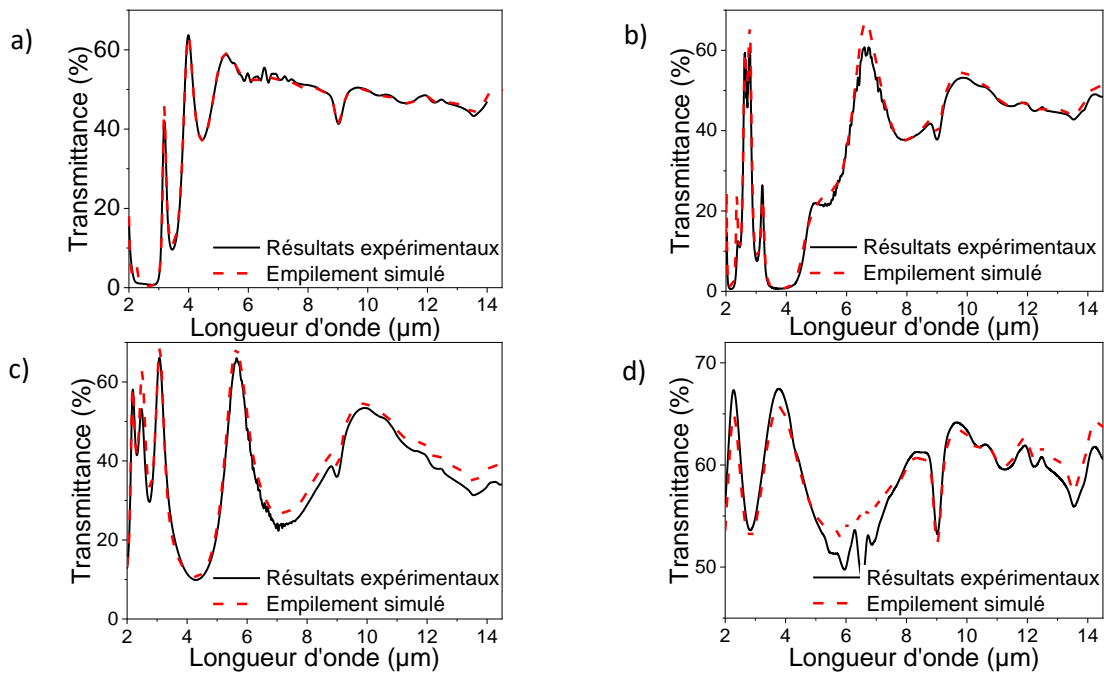 a)
Transmittance (%)
60
40
20
0
Résultats expérimentaux
Empilement simulé
2 4 6 8 10 12 14
Longueur d'onde (µm)
b)
Transmittance (%)
60
40
20
0
Résultats expérimentaux
Empilement simulé
2 4 6 8 10 12 14
Longueur d'onde (µm)
c)
Transmittance (%)
60
40
20
0
Résultats expérimentaux
Empilement simulé
2 4 6 8 10 12 14
Longueur d'onde (µm)
d)
Transmittance (%)
70
60
50
Résultats expérimentaux
Empilement simulé
2 4 6 8 10 12 14
Longueur d'onde (µm)